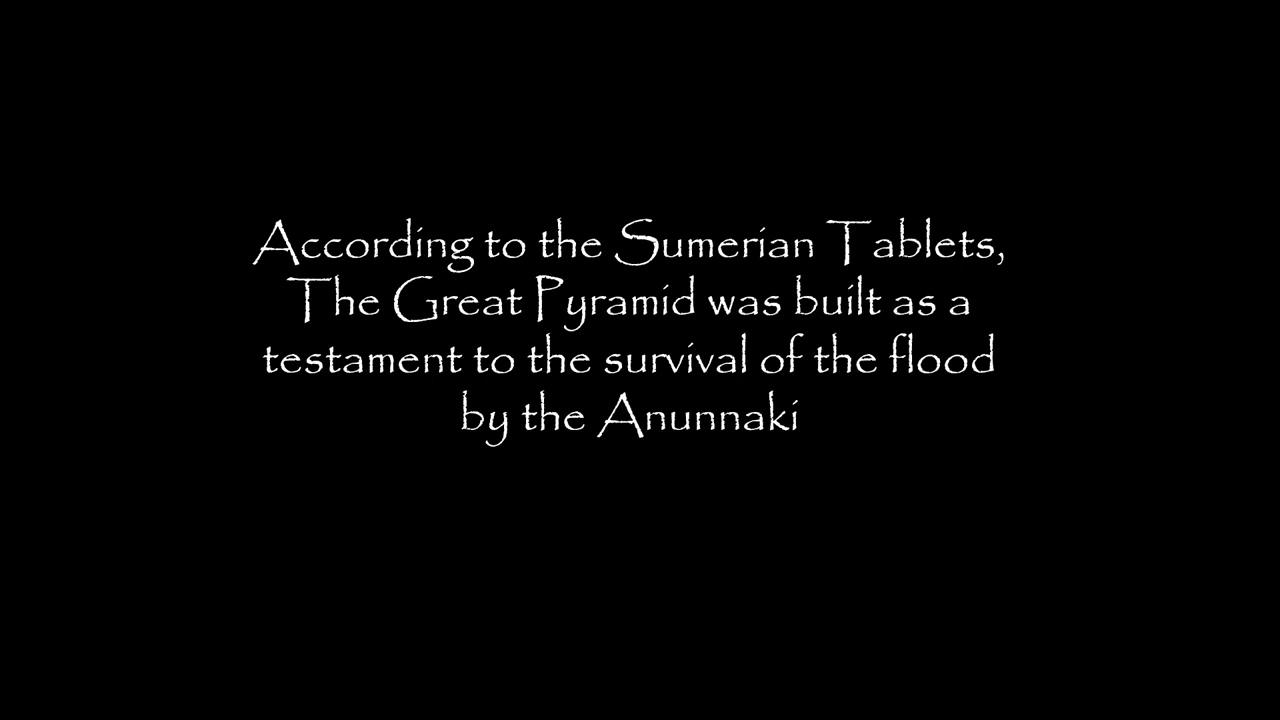 According to the Sumerian Tablets,
The Great Pyramid was built as a
testament to the survival of the flood
by the Anunnaki